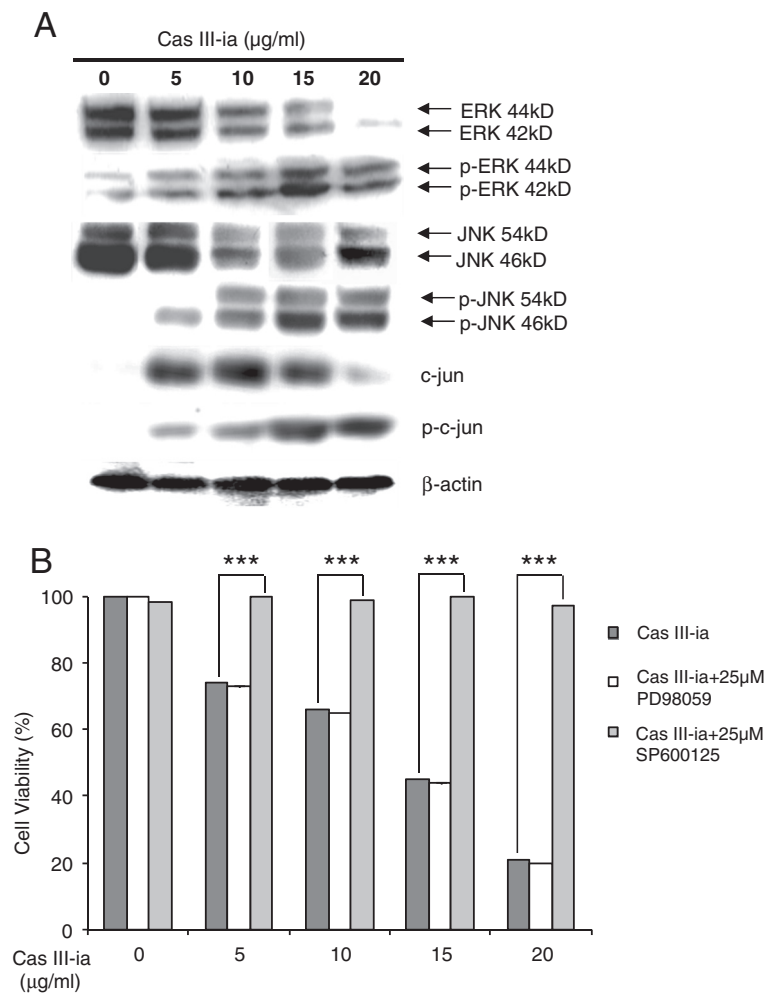 A
Cas III-ia (µg/ml)
0 5 10 15 20
ERK 44kD
ERK 42kD
p-ERK 44kD
p-ERK 42kD
JNK 54kD
JNK 46kD
p-JNK 54kD
p-JNK 46kD
c-jun
p-c-jun
β-actin
B
*** *** *** ***
100
80
60
40
20
0
Cell Viability (%)
Cas III-ia
Cas III-ia+25µM
PD98059
Cas III-ia+25µM
SP600125
0 5 10 15 20
Cas III-ia
(µg/ml)